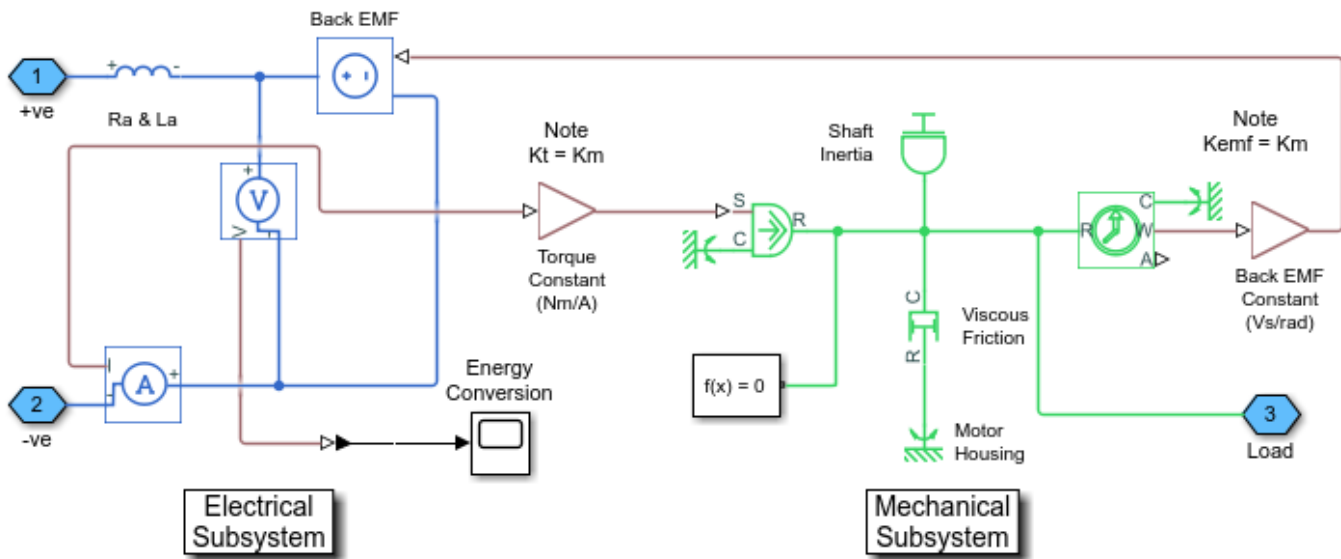 Back EMF
+
-
1
+ve
Ra & La
+
-
V
+
-
V
Note
Kt = Km
Torque
Constant
(Nm/A)
S
C
R
Shaft
Inertia
C
R
Viscous
Friction
Motor
Housing
f(x) = 0
R
C
W
A
Note
Kemf = Km
Back EMF
Constant
(Vs/rad)
I
-
A
+
2
-ve
Energy
Conversion
3
Load
Electrical
Subsystem
Mechanical
Subsystem